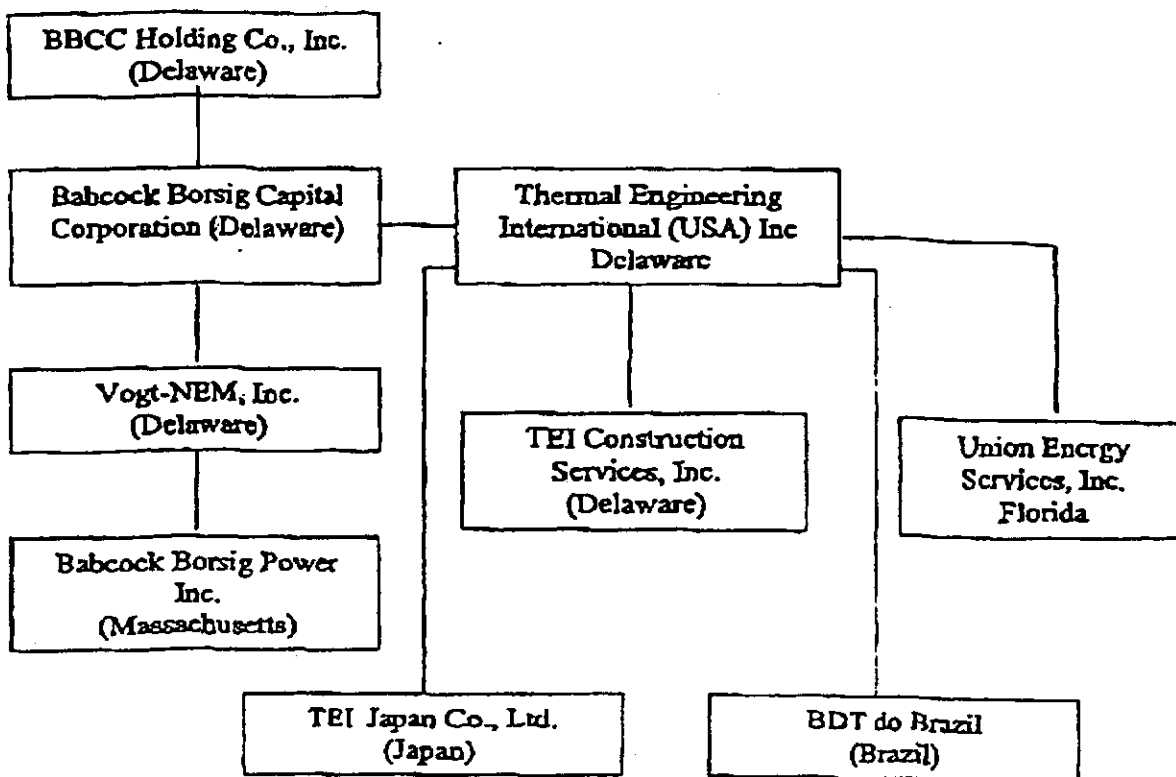 BBCC Holding Co., Inc.
(Delaware)
Babcock Borsig Capital
Corporation (Delaware)
Thermal Engineering
International (USA) Inc
Delaware
Vogt-NEM, Inc.
(Delaware)
TEI Construction
Services, Inc.
(Delaware)
Union Energy
Services, Inc.
Florida
Babcock Borsig Power
Inc.
(Massachusetts)
TEI Japan Co., Ltd.
(Japan)
BDT do Brazil
(Brazil)